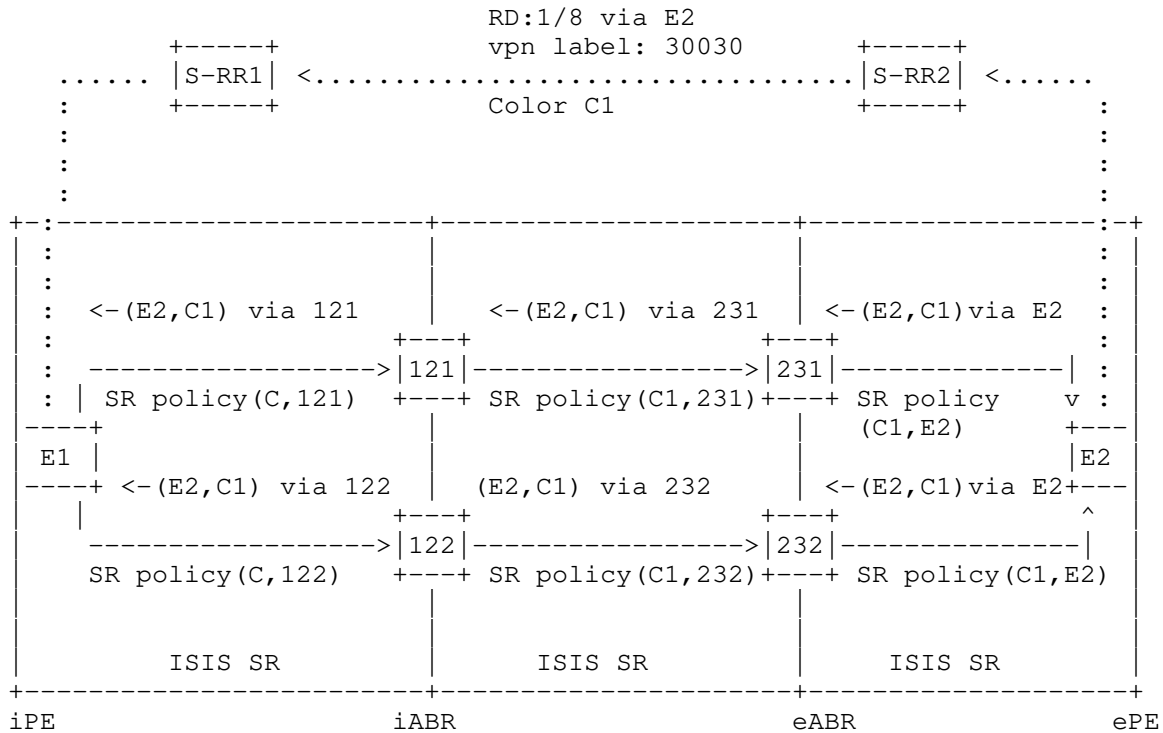 RD:1/8 via E2
vpn label: 30030
S-RR1 S-RR2
Color C1
<-(E2,C1) via 121 <-(E2,C1) via 231 <-(E2,C1)via E2
121 231
SR policy(C,121) SR policy(C1,231) SR policy
(C1,E2)
E1 E2
<-(E2,C1) via 122 (E2,C1) via 232 <-(E2,C1)via E2
122 232
SR policy(C,122) SR policy(C1,232) SR policy(C1,E2)
ISIS SR ISIS SR ISIS SR
iPE iABR eABR ePE